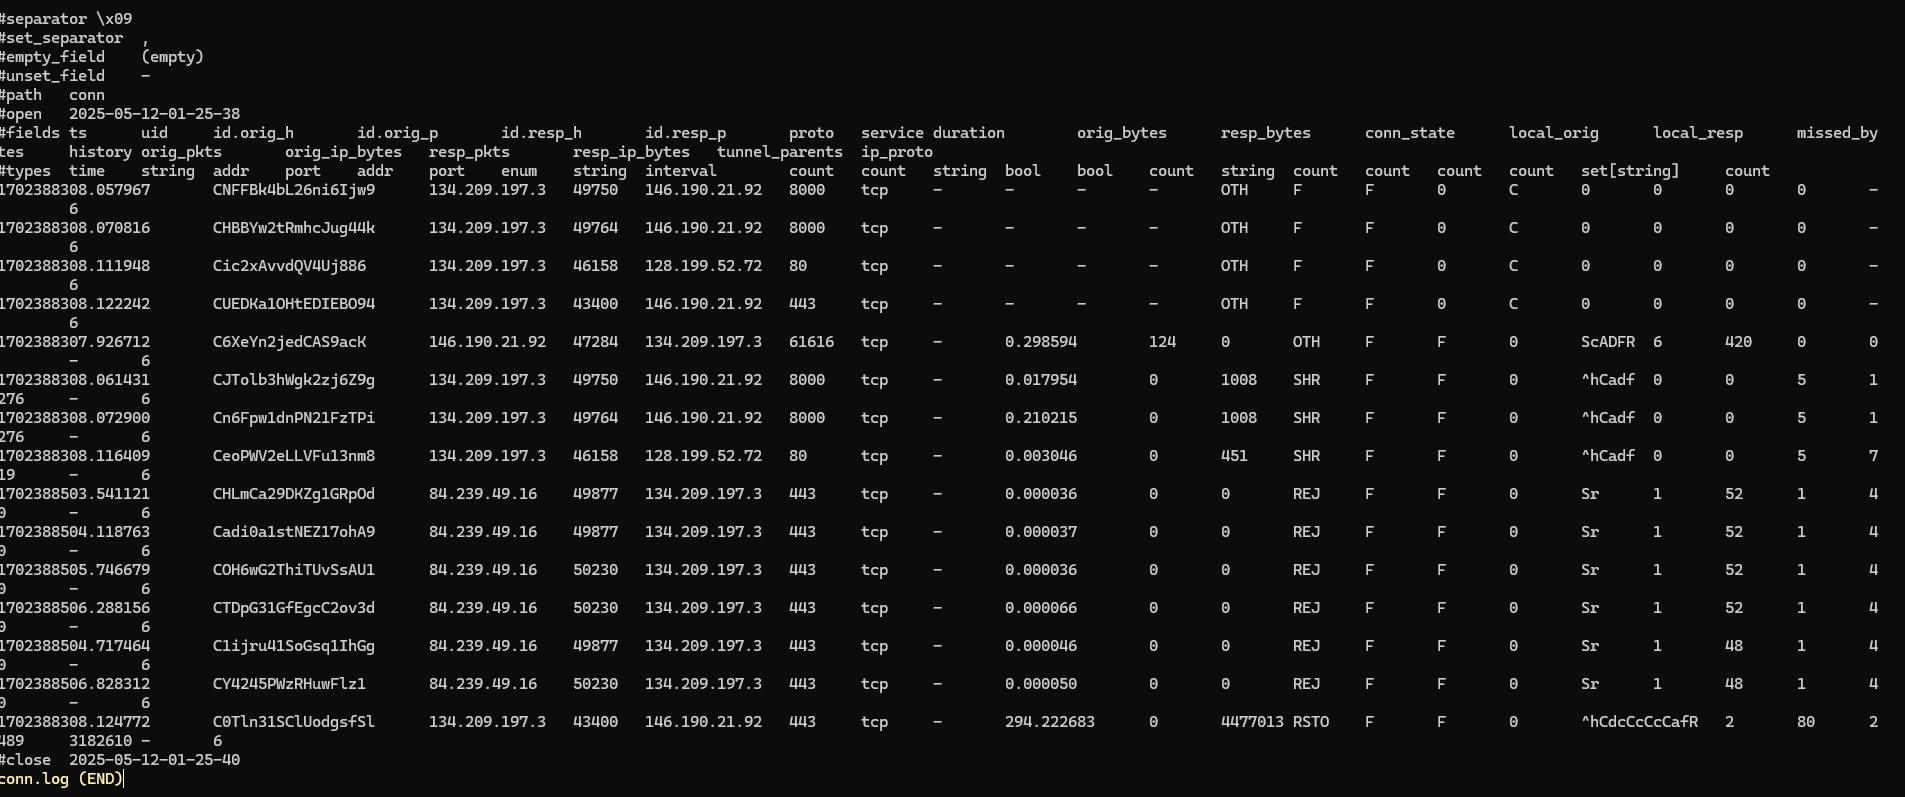 #separator \x09
#set_separator	,
#empty_field	(empty)
#unset_field	-
#path	conn
#open	2025-05-12-01-25-38
#fields	ts	uid	id.orig_h	id.orig_p	id.resp_h	id.resp_p	proto	service	duration	orig_bytes	resp_bytes	conn_state	local_orig	local_resp	missed_by
tes	history	orig_pkts	orig_ip_bytes	resp_pkts	resp_ip_bytes	tunnel_parents	ip_proto
#types	time	string	addr	port	addr	port	enum	string	interval	count	count	string	bool	bool	count	string	count	count	count	count	set[string]	count
1702388308.057967	CNFFBk4bL26ni6Ijw9	134.209.197.3	49750	146.190.21.92	8000	tcp	-	-	-	-	OTH	F	F	0	C	0	0	0	0	-
6
1702388308.070816	CHBBYw2tRmhcJug44k	134.209.197.3	49764	146.190.21.92	8000	tcp	-	-	-	-	OTH	F	F	0	C	0	0	0	0	-
6
1702388308.111948	Cic2xAvvdQV4Uj886	134.209.197.3	46158	128.199.52.72	80	tcp	-	-	-	-	OTH	F	F	0	C	0	0	0	0	-
6
1702388308.122242	CUEDKa1OHtEDIEBO94	134.209.197.3	43400	146.190.21.92	443	tcp	-	-	-	-	OTH	F	F	0	C	0	0	0	0	-
6
1702388307.926712	C6XeYn2jedCAS9acK	146.190.21.92	47284	134.209.197.3	61616	tcp	-	0.298594	124	0	OTH	F	F	0	ScADFR	6	420	0	0
-	6
1702388308.061431	CJTolb3hWgk2zj6Z9g	134.209.197.3	49750	146.190.21.92	8000	tcp	-	0.017954	0	1008	SHR	F	F	0	^hCadf	0	0	5	1
276	-	6
1702388308.072900	Cn6Fpw1dnPN21FzTPi	134.209.197.3	49764	146.190.21.92	8000	tcp	-	0.210215	0	1008	SHR	F	F	0	^hCadf	0	0	5	1
276	-	6
1702388308.116409	CeoPWV2eLLVFu13nm8	134.209.197.3	46158	128.199.52.72	80	tcp	-	0.003046	0	451	SHR	F	F	0	^hCadf	0	0	5	7
19	-	6
1702388503.541121	CHLmCa29DKZg1GRpOd	84.239.49.16	49877	134.209.197.3	443	tcp	-	0.000036	0	0	REJ	F	F	0	Sr	1	52	1	4
0	-	6
1702388504.118763	Cadi0a1stNEZ17ohA9	84.239.49.16	49877	134.209.197.3	443	tcp	-	0.000037	0	0	REJ	F	F	0	Sr	1	52	1	4
0	-	6
1702388505.746679	COH6wG2ThiTUvSsAU1	84.239.49.16	50230	134.209.197.3	443	tcp	-	0.000036	0	0	REJ	F	F	0	Sr	1	52	1	4
0	-	6
1702388506.288156	CTDpG31GfEgcC2ov3d	84.239.49.16	50230	134.209.197.3	443	tcp	-	0.000066	0	0	REJ	F	F	0	Sr	1	52	1	4
0	-	6
1702388504.717464	C1ijru41SoGsq1IhGg	84.239.49.16	49877	134.209.197.3	443	tcp	-	0.000046	0	0	REJ	F	F	0	Sr	1	48	1	4
0	-	6
1702388506.828312	CY4245PWzRHuwFlz1	84.239.49.16	50230	134.209.197.3	443	tcp	-	0.000050	0	0	REJ	F	F	0	Sr	1	48	1	4
0	-	6
1702388308.124772	C0Tln31SClUodgsfSl	134.209.197.3	43400	146.190.21.92	443	tcp	-	294.222683	0	4477013	RSTO	F	F	0	^hCdcCcCcCafR	2	80	2
489	3182610	-	6
#close	2025-05-12-01-25-40
conn.log (END)